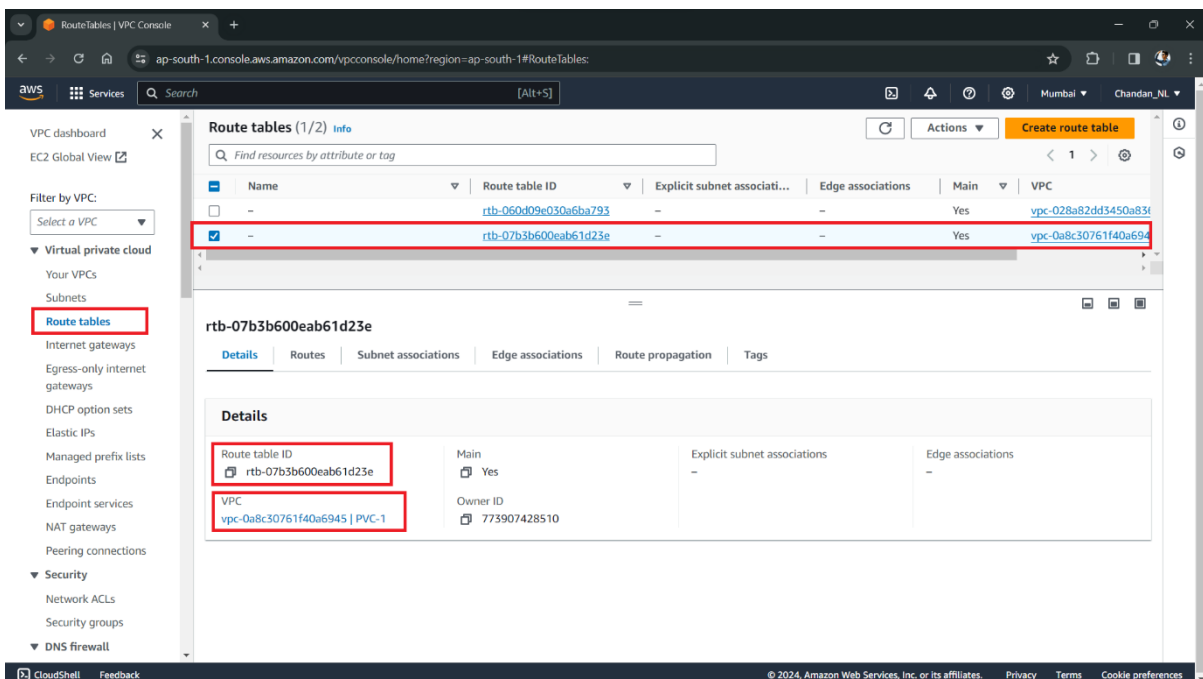 RouteTables | VPC Console
ap-south-1.console.aws.amazon.com/vpcconsole/home?region=ap-south-1#RouteTables:
aws Services Search [Alt+S] Mumbai Chandan_NL
VPC dashboard
EC2 Global View
Filter by VPC:
Select a VPC
Virtual private cloud
Your VPCs
Subnets
Route tables
Internet gateways
Egress-only internet
gateways
DHCP option sets
Elastic IPs
Managed prefix lists
Endpoints
Endpoint services
NAT gateways
Peering connections
Security
Network ACLs
Security groups
DNS firewall
Route tables (1/2) Info Actions Create route table
Find resources by attribute or tag 1
Name Route table ID Explicit subnet associati... Edge associations Main VPC
– rtb-060d09e030a6ba793 – – Yes vpc-028a82dd3450a836
– rtb-07b3b600eab61d23e – – Yes vpc-0a8c30761f40a694
rtb-07b3b600eab61d23e
Details Routes Subnet associations Edge associations Route propagation Tags
Details
Route table ID Main Explicit subnet associations Edge associations
rtb-07b3b600eab61d23e Yes – –
VPC Owner ID
vpc-0a8c30761f40a6945 | PVC-1 773907428510
CloudShell Feedback © 2024, Amazon Web Services, Inc. or its affiliates. Privacy Terms Cookie preferences